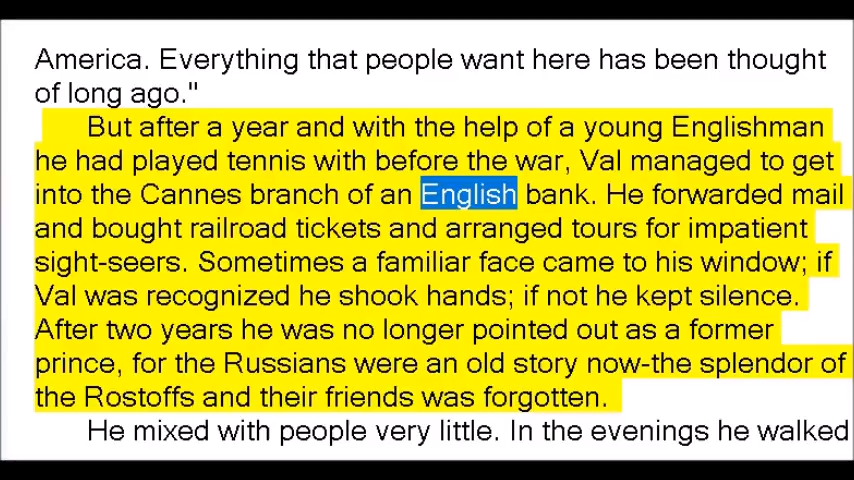 America. Everything that people want here has been thought
of long ago."
But after a year and with the help of a young Englishman
he had played tennis with before the war, Val managed to get
into the Cannes branch of an English bank. He forwarded mail
and bought railroad tickets and arranged tours for impatient
sight-seers. Sometimes a familiar face came to his window; if
Val was recognized he shook hands; if not he kept silence.
After two years he was no longer pointed out as a former
prince, for the Russians were an old story now-the splendor of
the Rostoffs and their friends was forgotten.
He mixed with people very little. In the evenings he walked